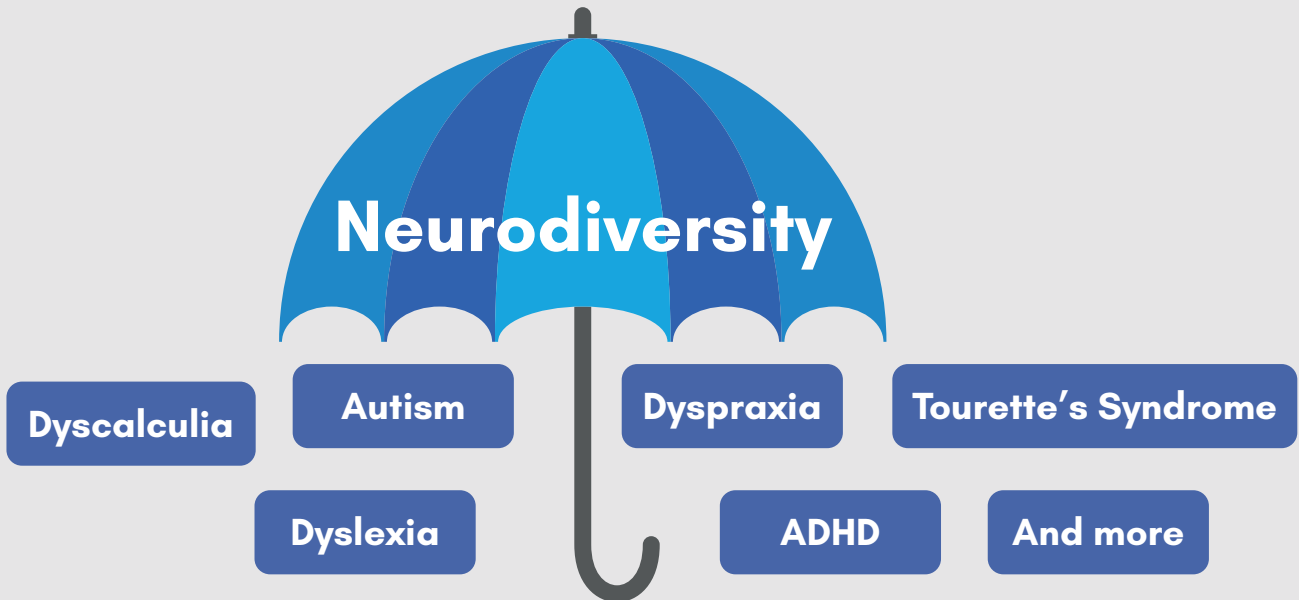 Neurodiversity
Dyscalculia
Autism
Dyspraxia
Tourette’s Syndrome
Dyslexia
ADHD
And more